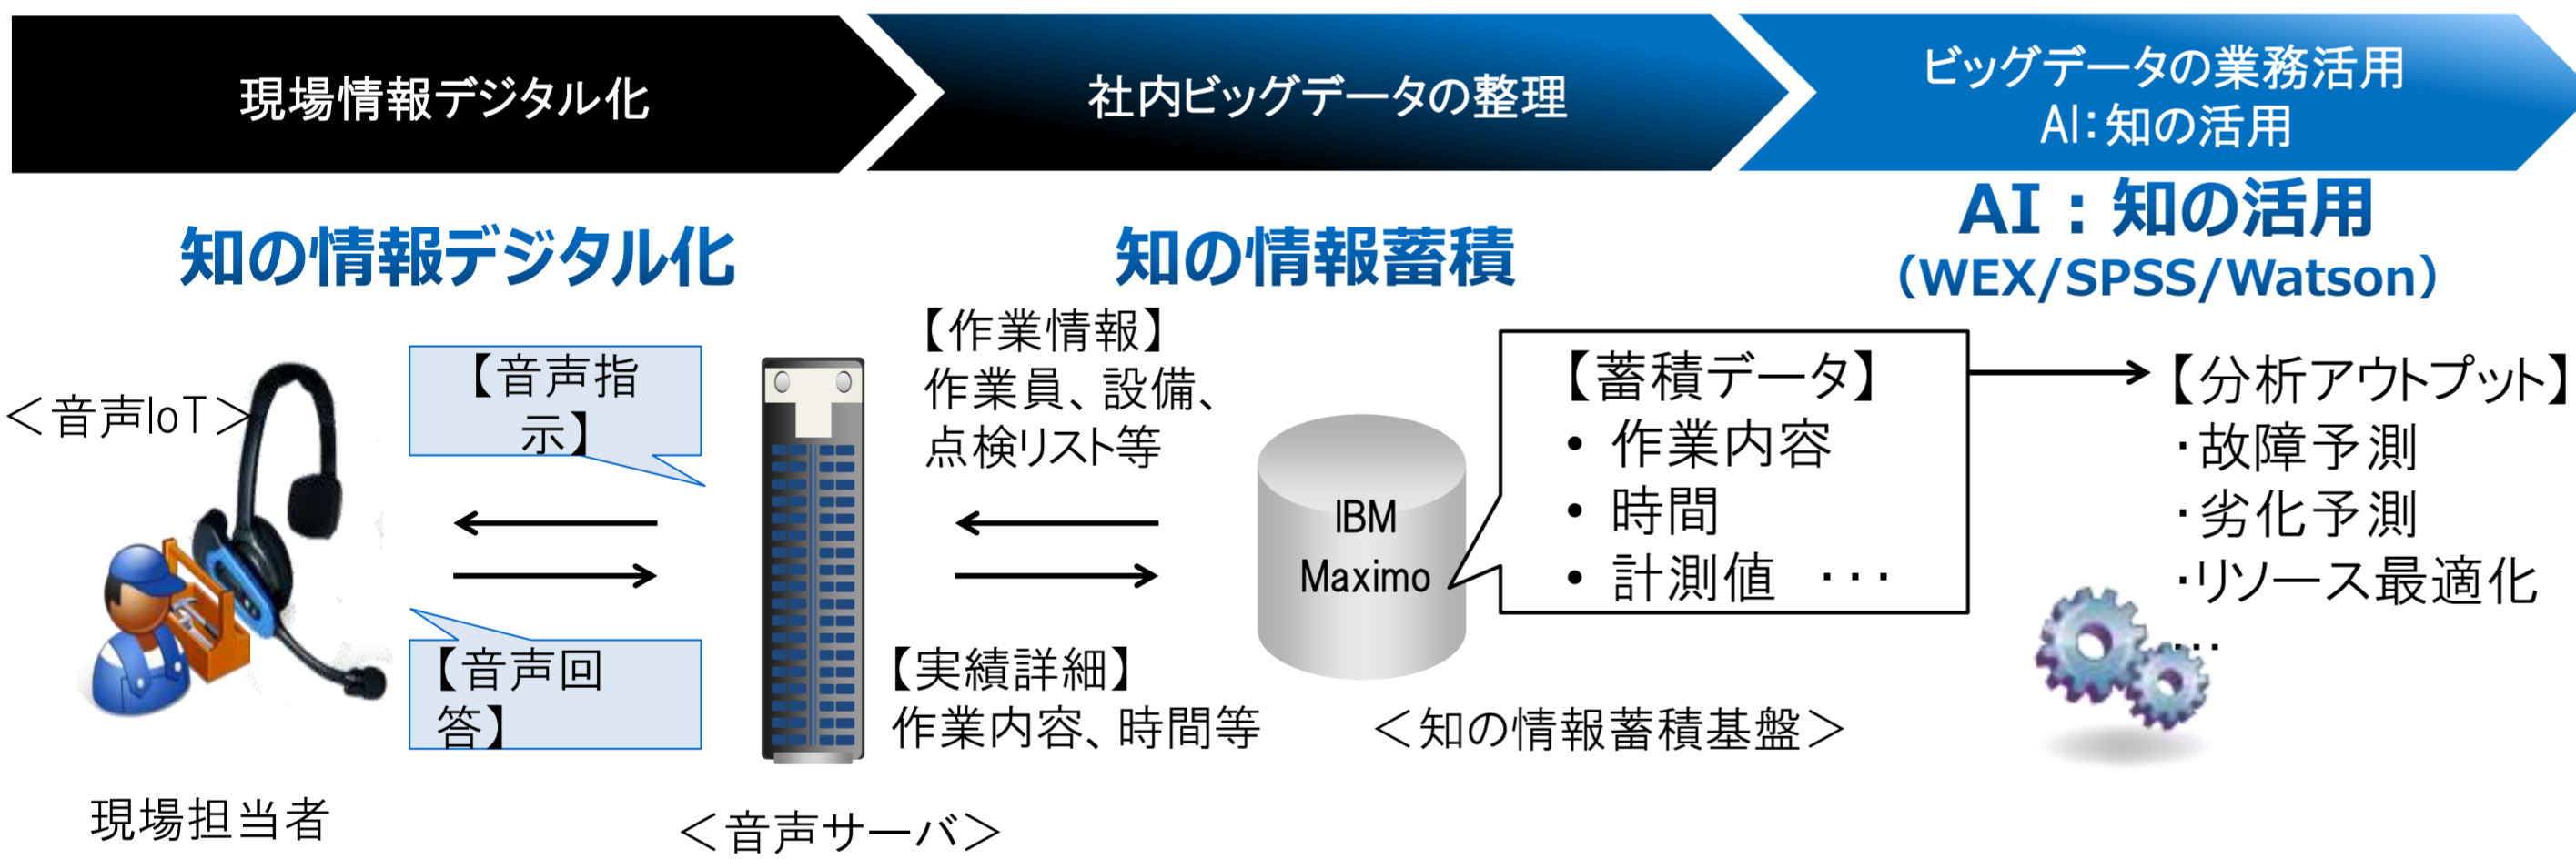 現場情報デジタル化
社内ビッグデータの整理
ビッグデータの業務活用
AI:知の活用
知の情報デジタル化
知の情報蓄積
AI:知の活用
(WEX/SPSS/Watson)
<音声IoT>
【音声指
示】
【音声回
答】
現場担当者
<音声サーバ>
【作業情報】
作業員、設備、
点検リスト等
【実績詳細】
作業内容、時間等
IBM
Maximo
<知の情報蓄積基盤>
【蓄積データ】
• 作業内容
• 時間
• 計測値 ・・・
【分析アウトプット】
・故障予測
・劣化予測
・リソース最適化
…